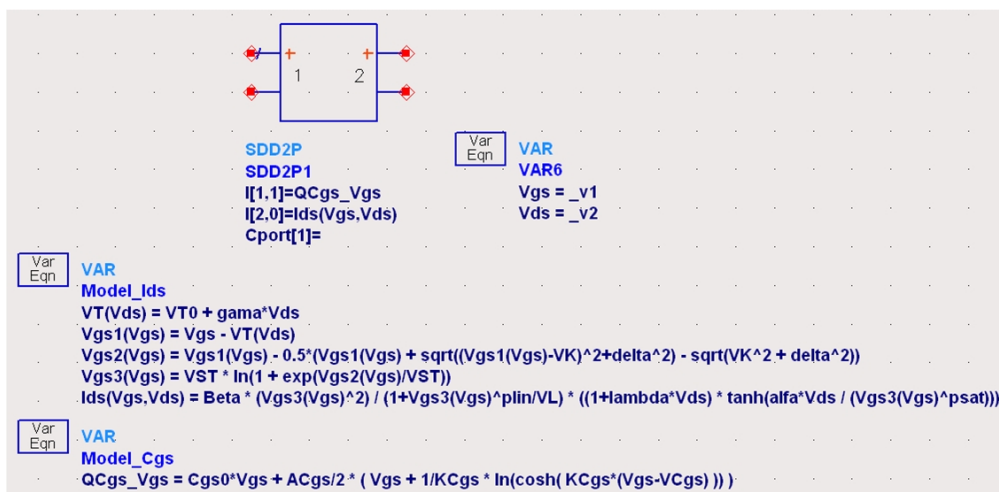 + +
1 2
SDD2P
SDD2P1
I[1,1]=QCgs_Vgs
I[2,0]=Ids(Vgs,Vds)
Cport[1]=
Var
Eqn
VAR
VAR6
Vgs = _v1
Vds = _v2
Var
Eqn
VAR
Model_Ids
VT(Vds) = VT0 + gama*Vds
Vgs1(Vgs) = Vgs - VT(Vds)
Vgs2(Vgs) = Vgs1(Vgs) - 0.5*(Vgs1(Vgs) + sqrt((Vgs1(Vgs)-VK)^2+delta^2) - sqrt(VK^2 + delta^2))
Vgs3(Vgs) = VST * ln(1 + exp(Vgs2(Vgs)/VST))
Ids(Vgs,Vds) = Beta * (Vgs3(Vgs)^2) / (1+Vgs3(Vgs)^plin/VL) * ((1+lambda*Vds) * tanh(alfa*Vds / (Vgs3(Vgs)^psat)))
Var
Eqn
VAR
Model_Cgs
QCgs_Vgs = Cgs0*Vgs + ACgs/2 * ( Vgs + 1/KCgs * ln(cosh( KCgs*(Vgs-VCgs) )) )